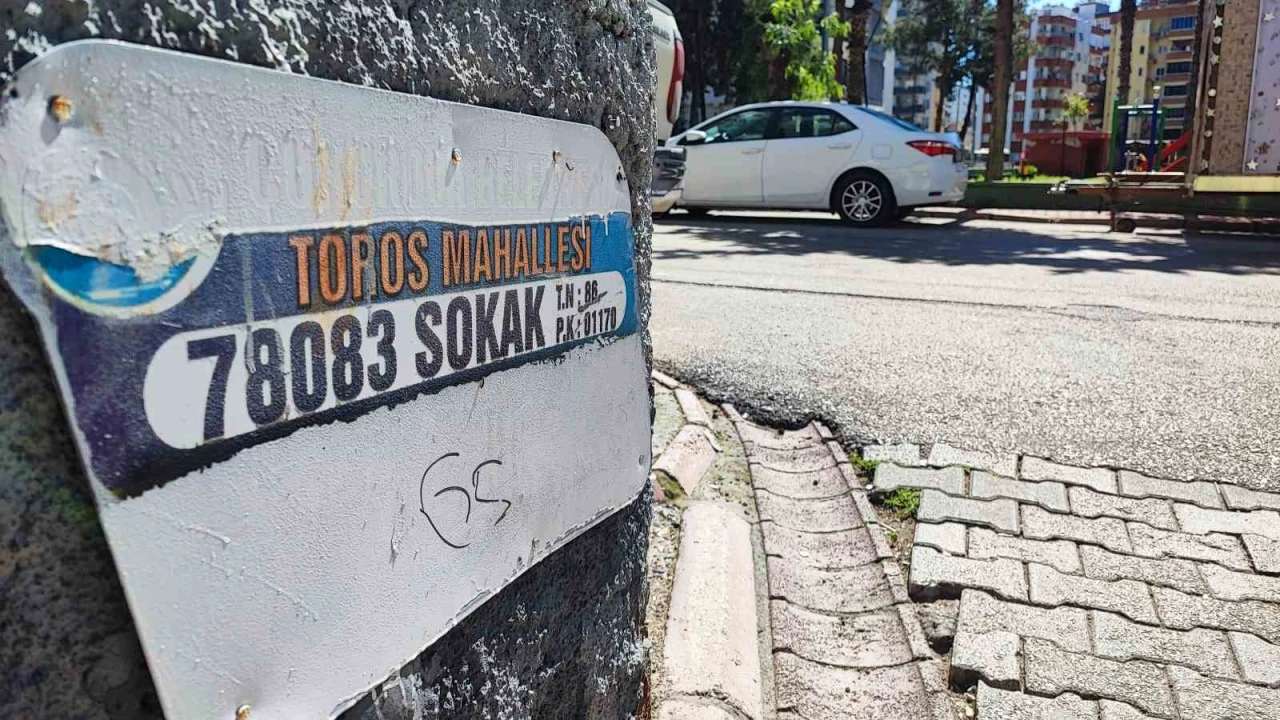 TOROS MAHALLESİ
78083 SOKAK
T.N : 86
P.K : 01170